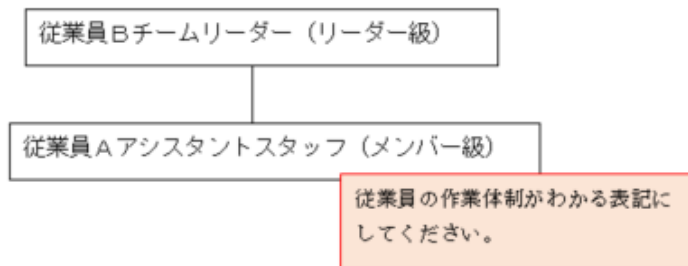 従業員Bチームリーダー（リーダー級）
従業員Aアシスタントスタッフ（メンバー級）
従業員の作業体制がわかる表記に
してください。